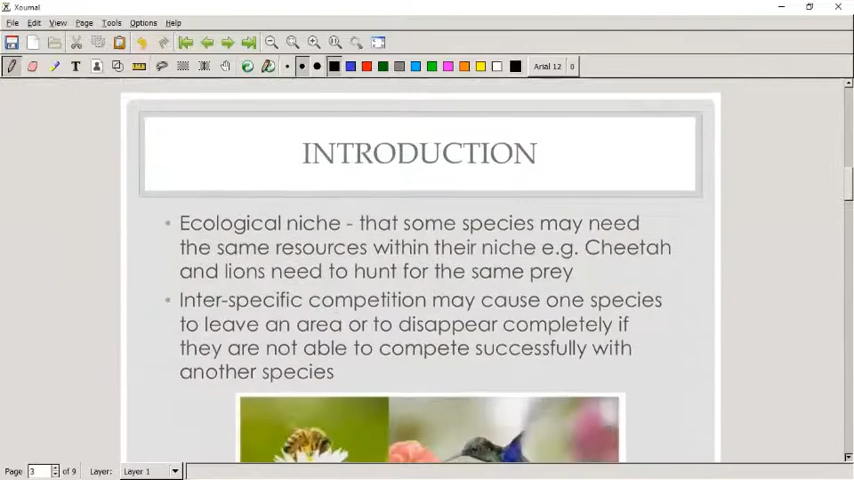 Xournal
File Edit View Page Tools Options Help
Arial 12 0
INTRODUCTION
• Ecological niche - that some species may need
the same resources within their niche e.g. Cheetah
and lions need to hunt for the same prey
• Inter-specific competition may cause one species
to leave an area or to disappear completely if
they are not able to compete successfully with
another species
Page 3 of 9 Layer: Layer 1